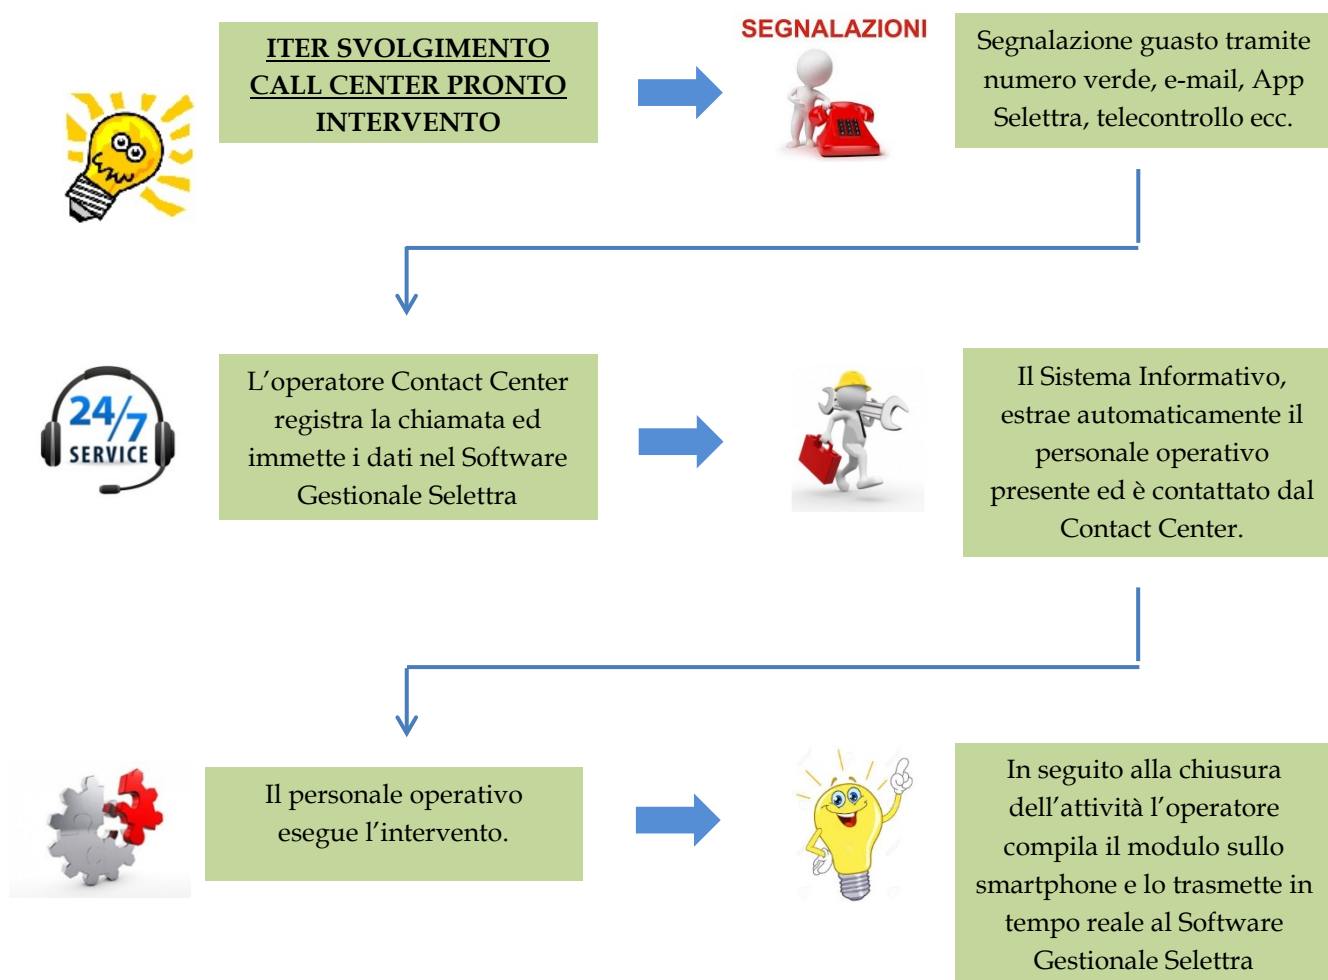 ITER SVOLGIMENTO
CALL CENTER PRONTO
INTERVENTO
SEGNALAZIONI
Segnalazione guasto tramite
numero verde, e-mail, App
Selettra, telecontrollo ecc.
24/7
SERVICE
L’operatore Contact Center
registra la chiamata ed
immette i dati nel Software
Gestionale Selettra
Il Sistema Informativo,
estrae automaticamente il
personale operativo
presente ed è contattato dal
Contact Center.
Il personale operativo
esegue l’intervento.
In seguito alla chiusura
dell’attività l’operatore
compila il modulo sullo
smartphone e lo trasmette in
tempo reale al Software
Gestionale Selettra